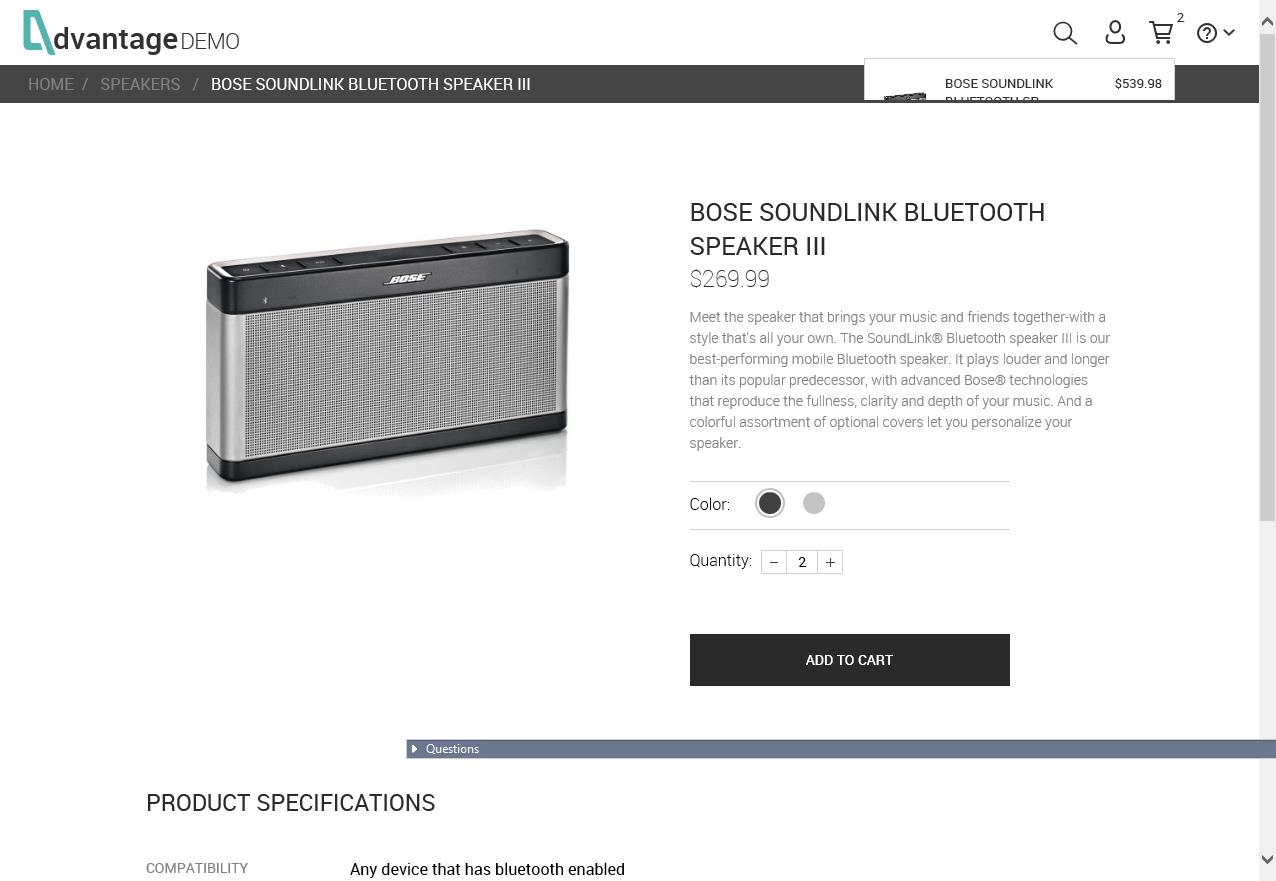 dvantage DEMO
2
HOME / SPEAKERS / BOSE SOUNDLINK BLUETOOTH SPEAKER III
BOSE SOUNDLINK $539.98
BLUETOOTH SP
BOSE
BOSE SOUNDLINK BLUETOOTH
SPEAKER III
$269.99
Meet the speaker that brings your music and friends together-with a
style that's all your own. The SoundLink® Bluetooth speaker III is our
best-performing mobile Bluetooth speaker. It plays louder and longer
than its popular predecessor, with advanced Bose® technologies
that reproduce the fullness, clarity and depth of your music. And a
colorful assortment of optional covers let you personalize your
speaker.
Color:
Quantity: − 2 +
ADD TO CART
Questions
PRODUCT SPECIFICATIONS
COMPATIBILITY Any device that has bluetooth enabled